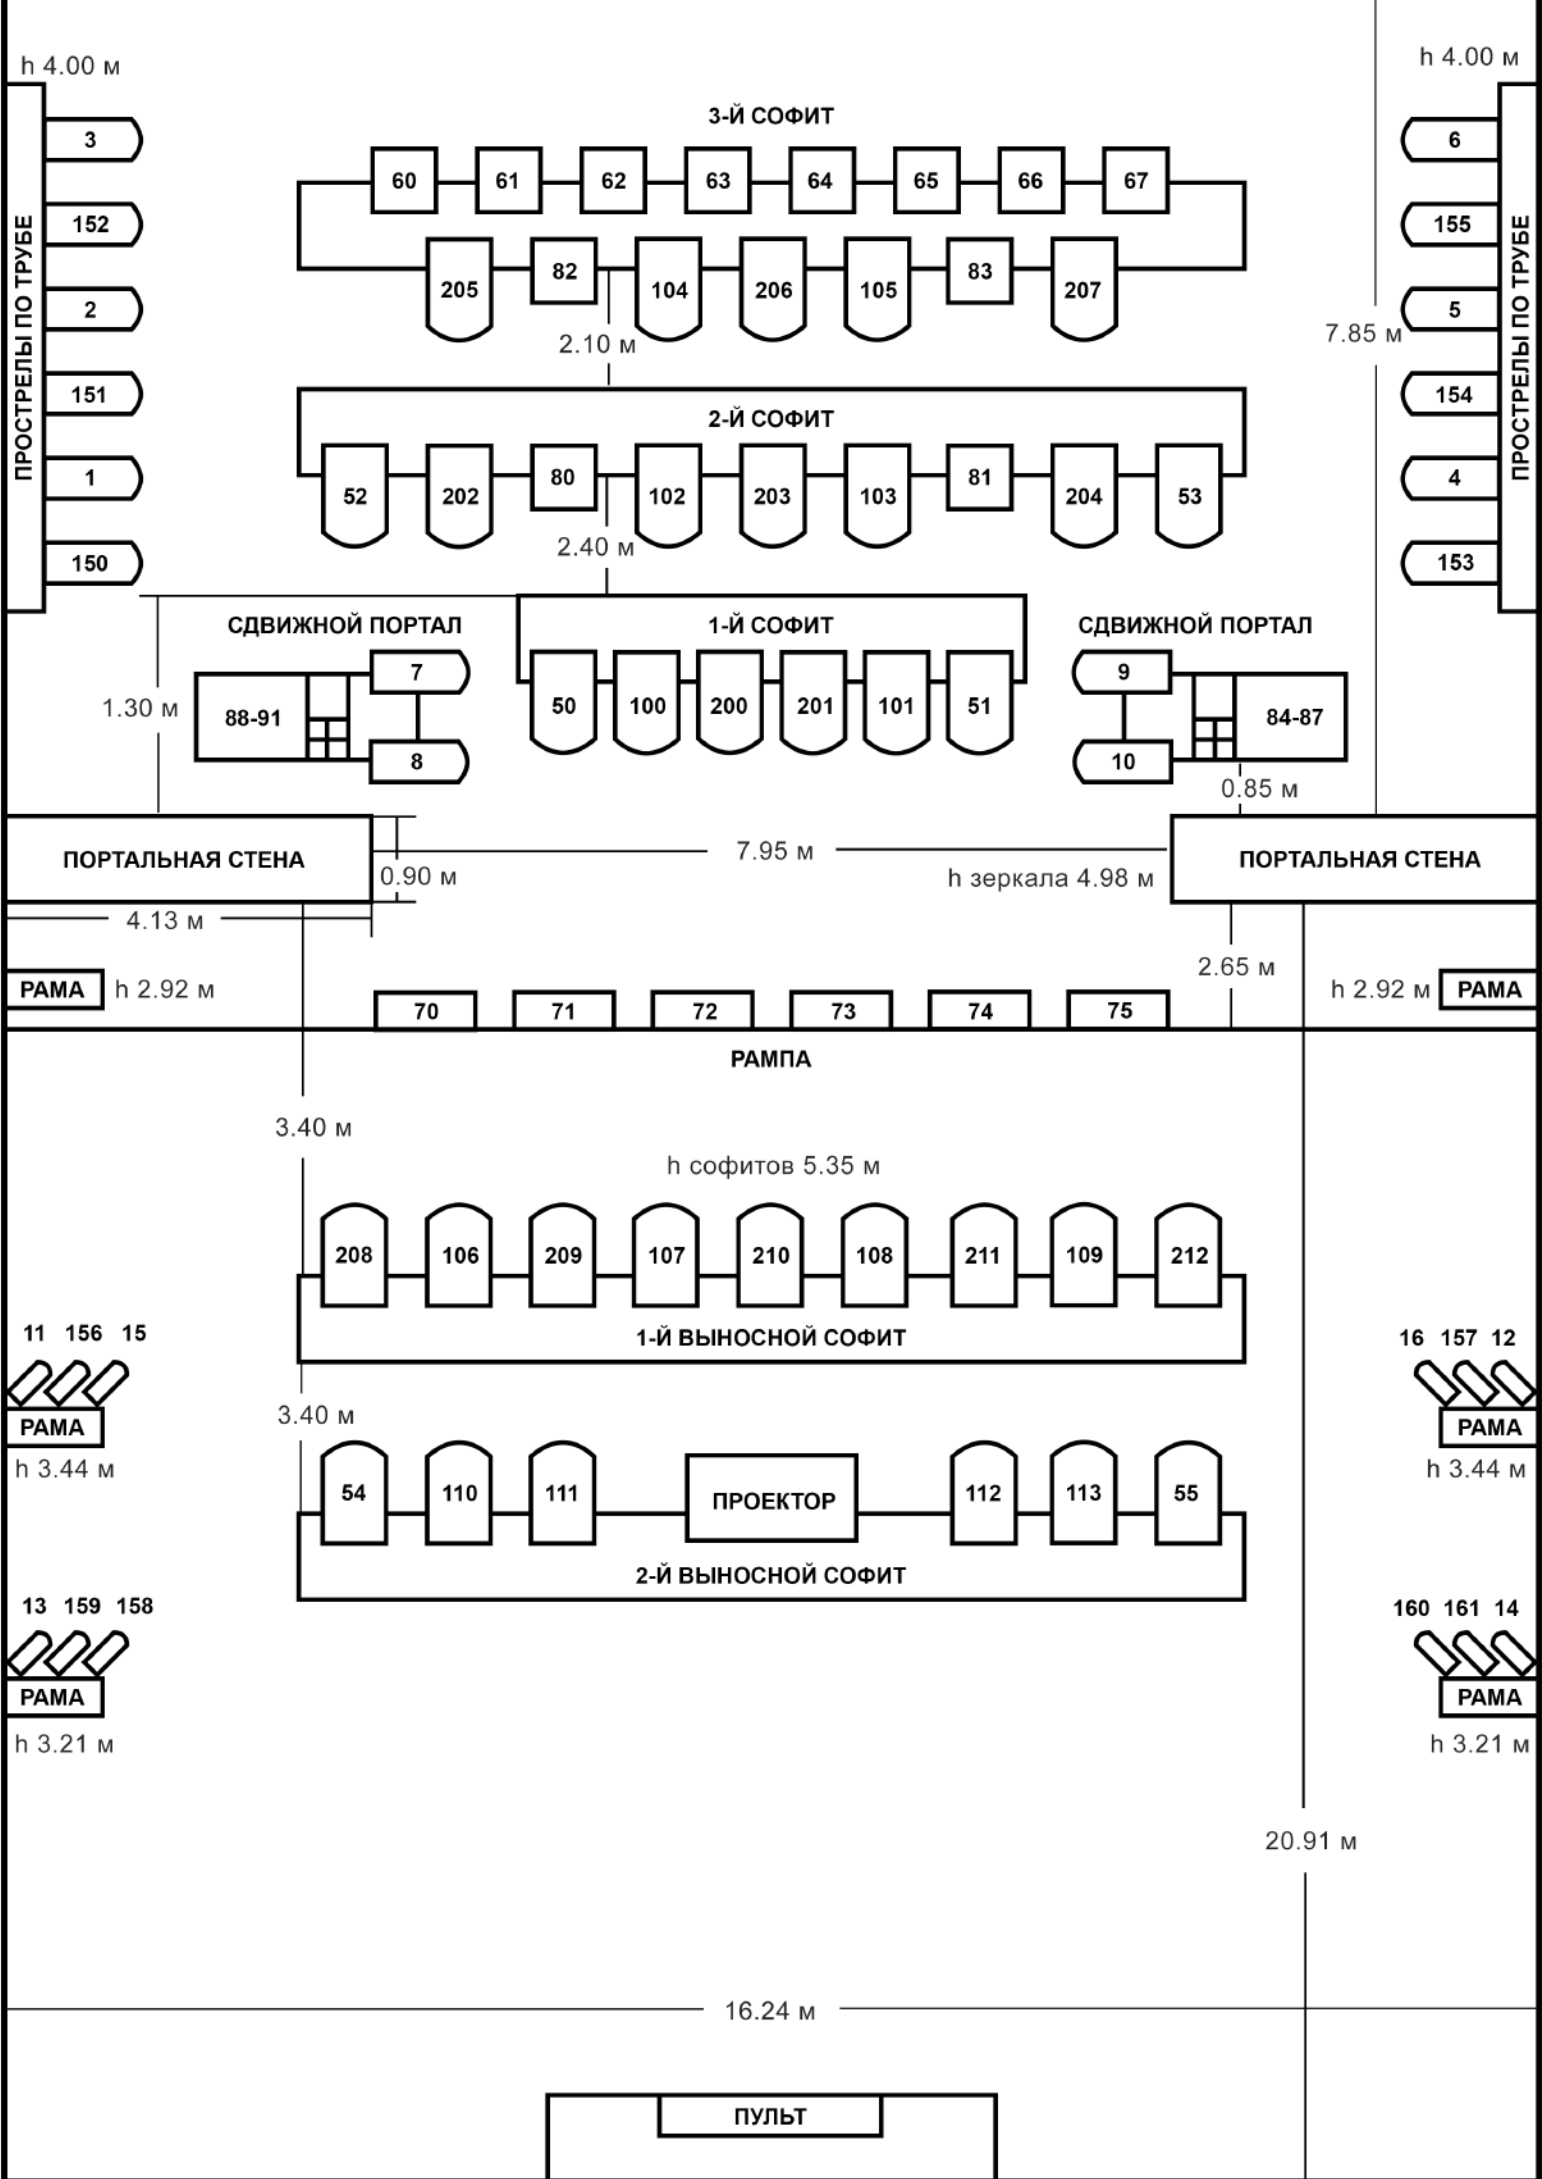 h 4.00 м
h 4.00 м
3-Й СОФИТ
ПРОСТРЕЛЫ ПО ТРУБЕ
3
152
2
151
1
150
60 61 62 63 64 65 66 67
205 82 104 206 105 83 207
2.10 м
7.85 м
6
155
5
154
4
153
ПРОСТРЕЛЫ ПО ТРУБЕ
2-Й СОФИТ
52 202 80 102 203 103 81 204 53
2.40 м
СДВИЖНОЙ ПОРТАЛ
1-Й СОФИТ
СДВИЖНОЙ ПОРТАЛ
7
9
1.30 м
88-91
50 100 200 201 101 51
84-87
8
10
0.85 м
ПОРТАЛЬНАЯ СТЕНА
7.95 м
ПОРТАЛЬНАЯ СТЕНА
0.90 м
h зеркала 4.98 м
4.13 м
2.65 м
РАМА h 2.92 м
h 2.92 м РАМА
70 71 72 73 74 75
РАМПА
3.40 м
h софитов 5.35 м
208 106 209 107 210 108 211 109 212
1-Й ВЫНОСНОЙ СОФИТ
11 156 15
16 157 12
3.40 м
РАМА
РАМА
h 3.44 м
h 3.44 м
54 110 111 ПРОЕКТОР 112 113 55
2-Й ВЫНОСНОЙ СОФИТ
13 159 158
160 161 14
РАМА
РАМА
h 3.21 м
h 3.21 м
20.91 м
16.24 м
ПУЛЬТ